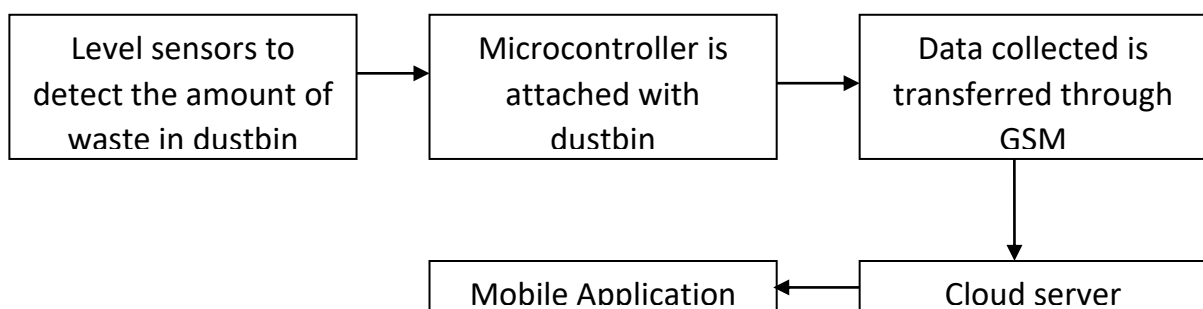 Level sensors to
detect the amount of
waste in dustbin
Microcontroller is
attached with
dustbin
Data collected is
transferred through
GSM
Cloud server
Mobile Application